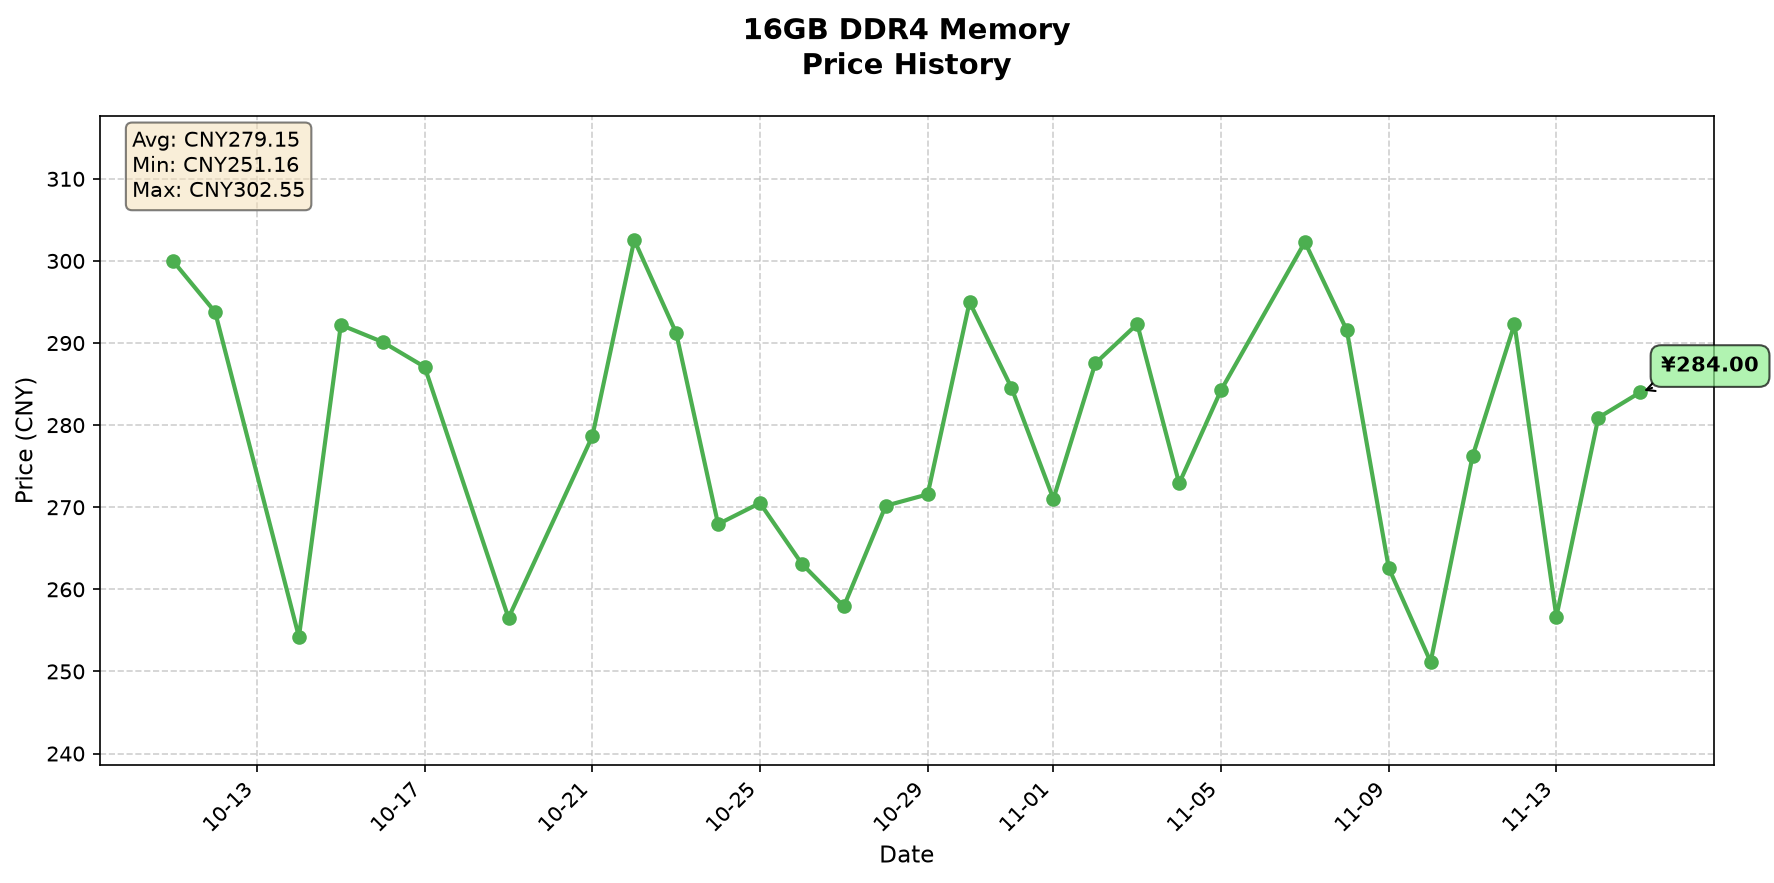 16GB DDR4 Memory
Price History
Avg: CNY279.15
Min: CNY251.16
Max: CNY302.55
310
300
290
280
270
260
250
240
Price (CNY)
¥284.00
10-13
10-17
10-21
10-25
10-29
11-01
11-05
11-09
11-13
Date